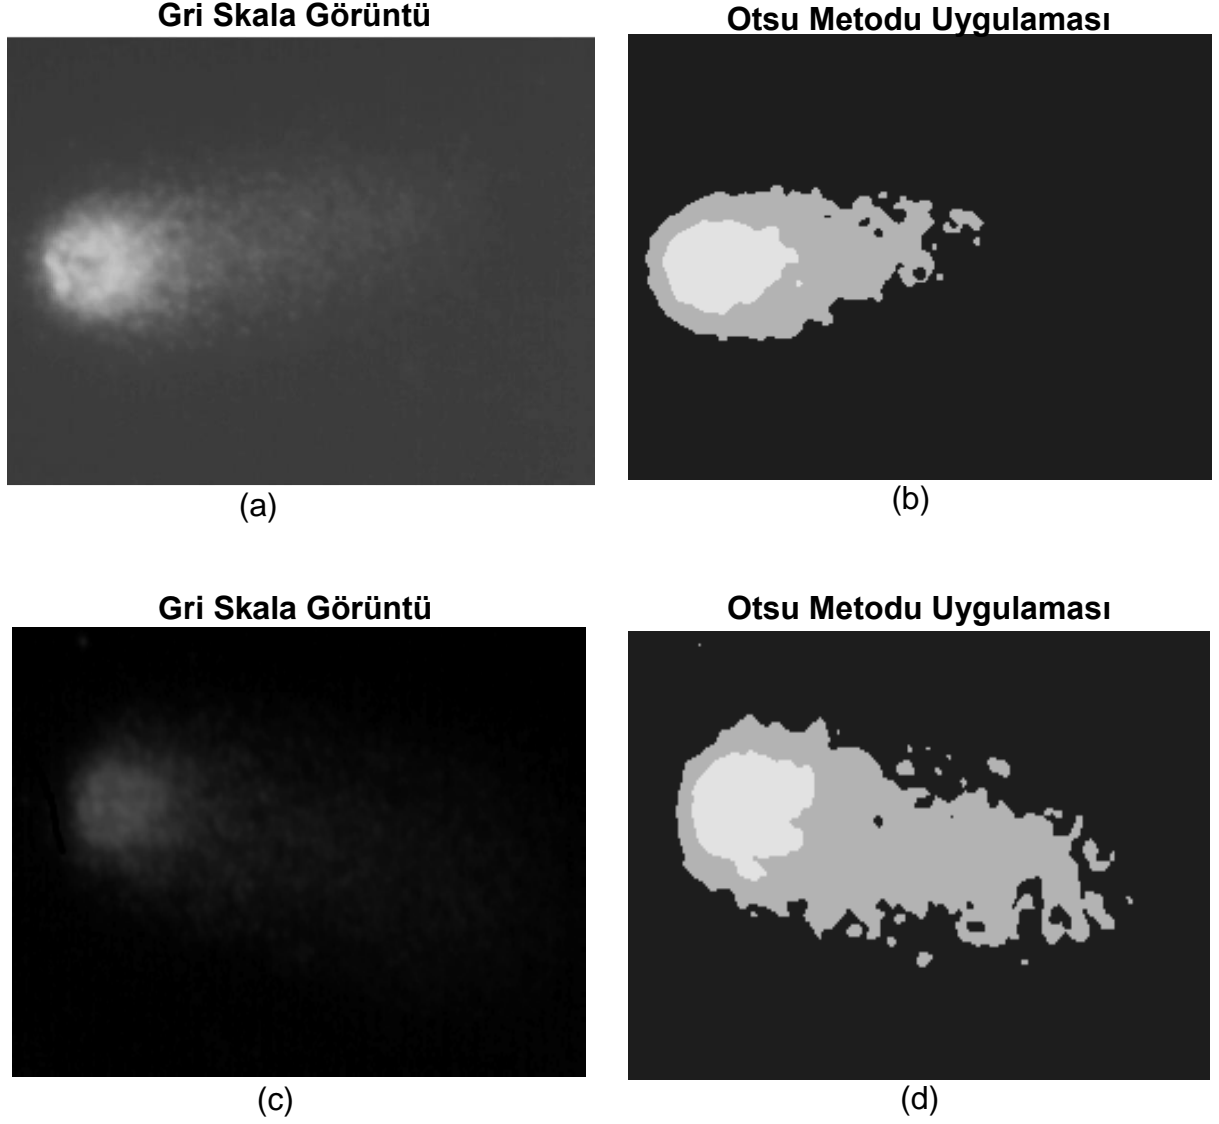 Gri Skala Görüntü
Otsu Metodu Uygulaması
(a)
(b)
Gri Skala Görüntü
Otsu Metodu Uygulaması
(c)
(d)